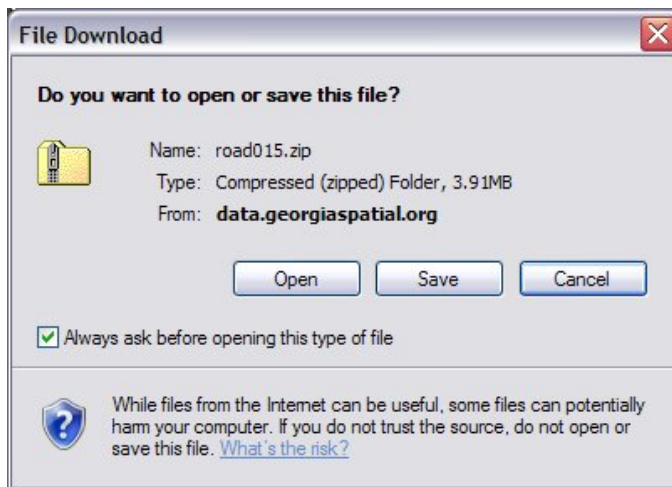 File Download
Do you want to open or save this file?
Name: road015.zip
Type: Compressed (zipped) Folder, 3.91MB
From: data.georgiaspatial.org
Open Save Cancel
Always ask before opening this type of file
While files from the Internet can be useful, some files can potentially
harm your computer. If you do not trust the source, do not open or
save this file. What's the risk?